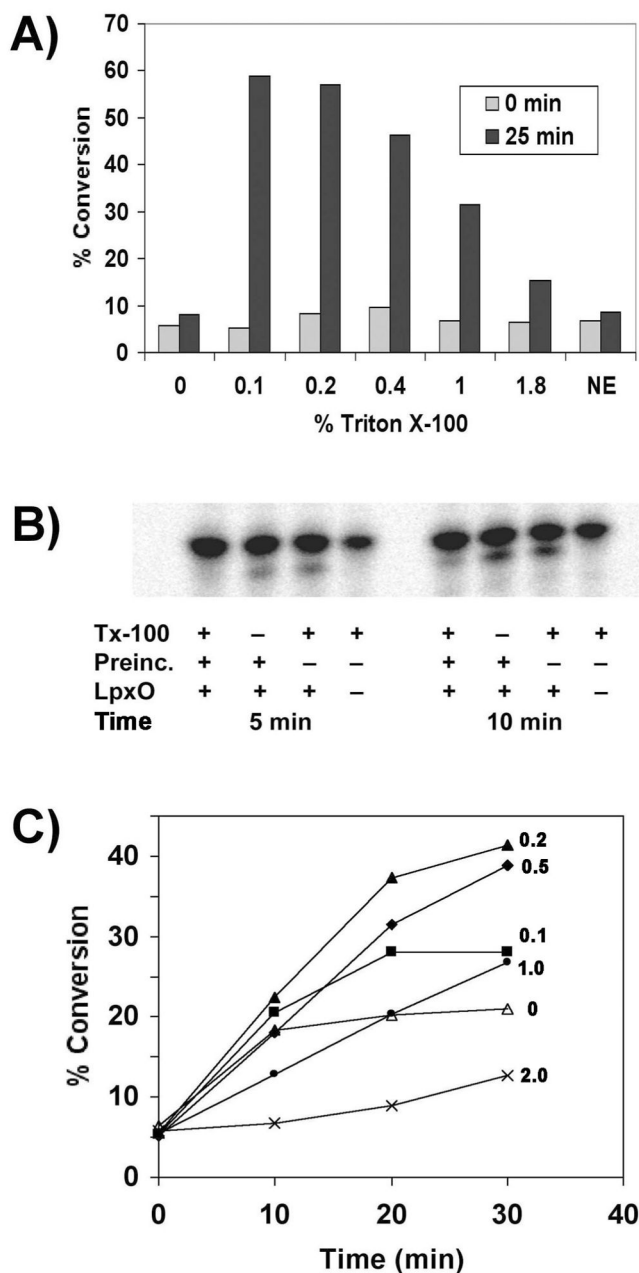 A)
70
60
50
40
30
20
10
0
% Conversion
0 min
25 min
0 0.1 0.2 0.4 1 1.8 NE
% Triton X-100
B)
Tx-100 + – + + + – + +
Preinc. + + – – + + – –
LpxO + + + – + + + –
Time 5 min 10 min
C)
40
30
20
10
0
% Conversion
0.2
0.5
0.1
1.0
0
2.0
0 10 20 30 40
Time (min)